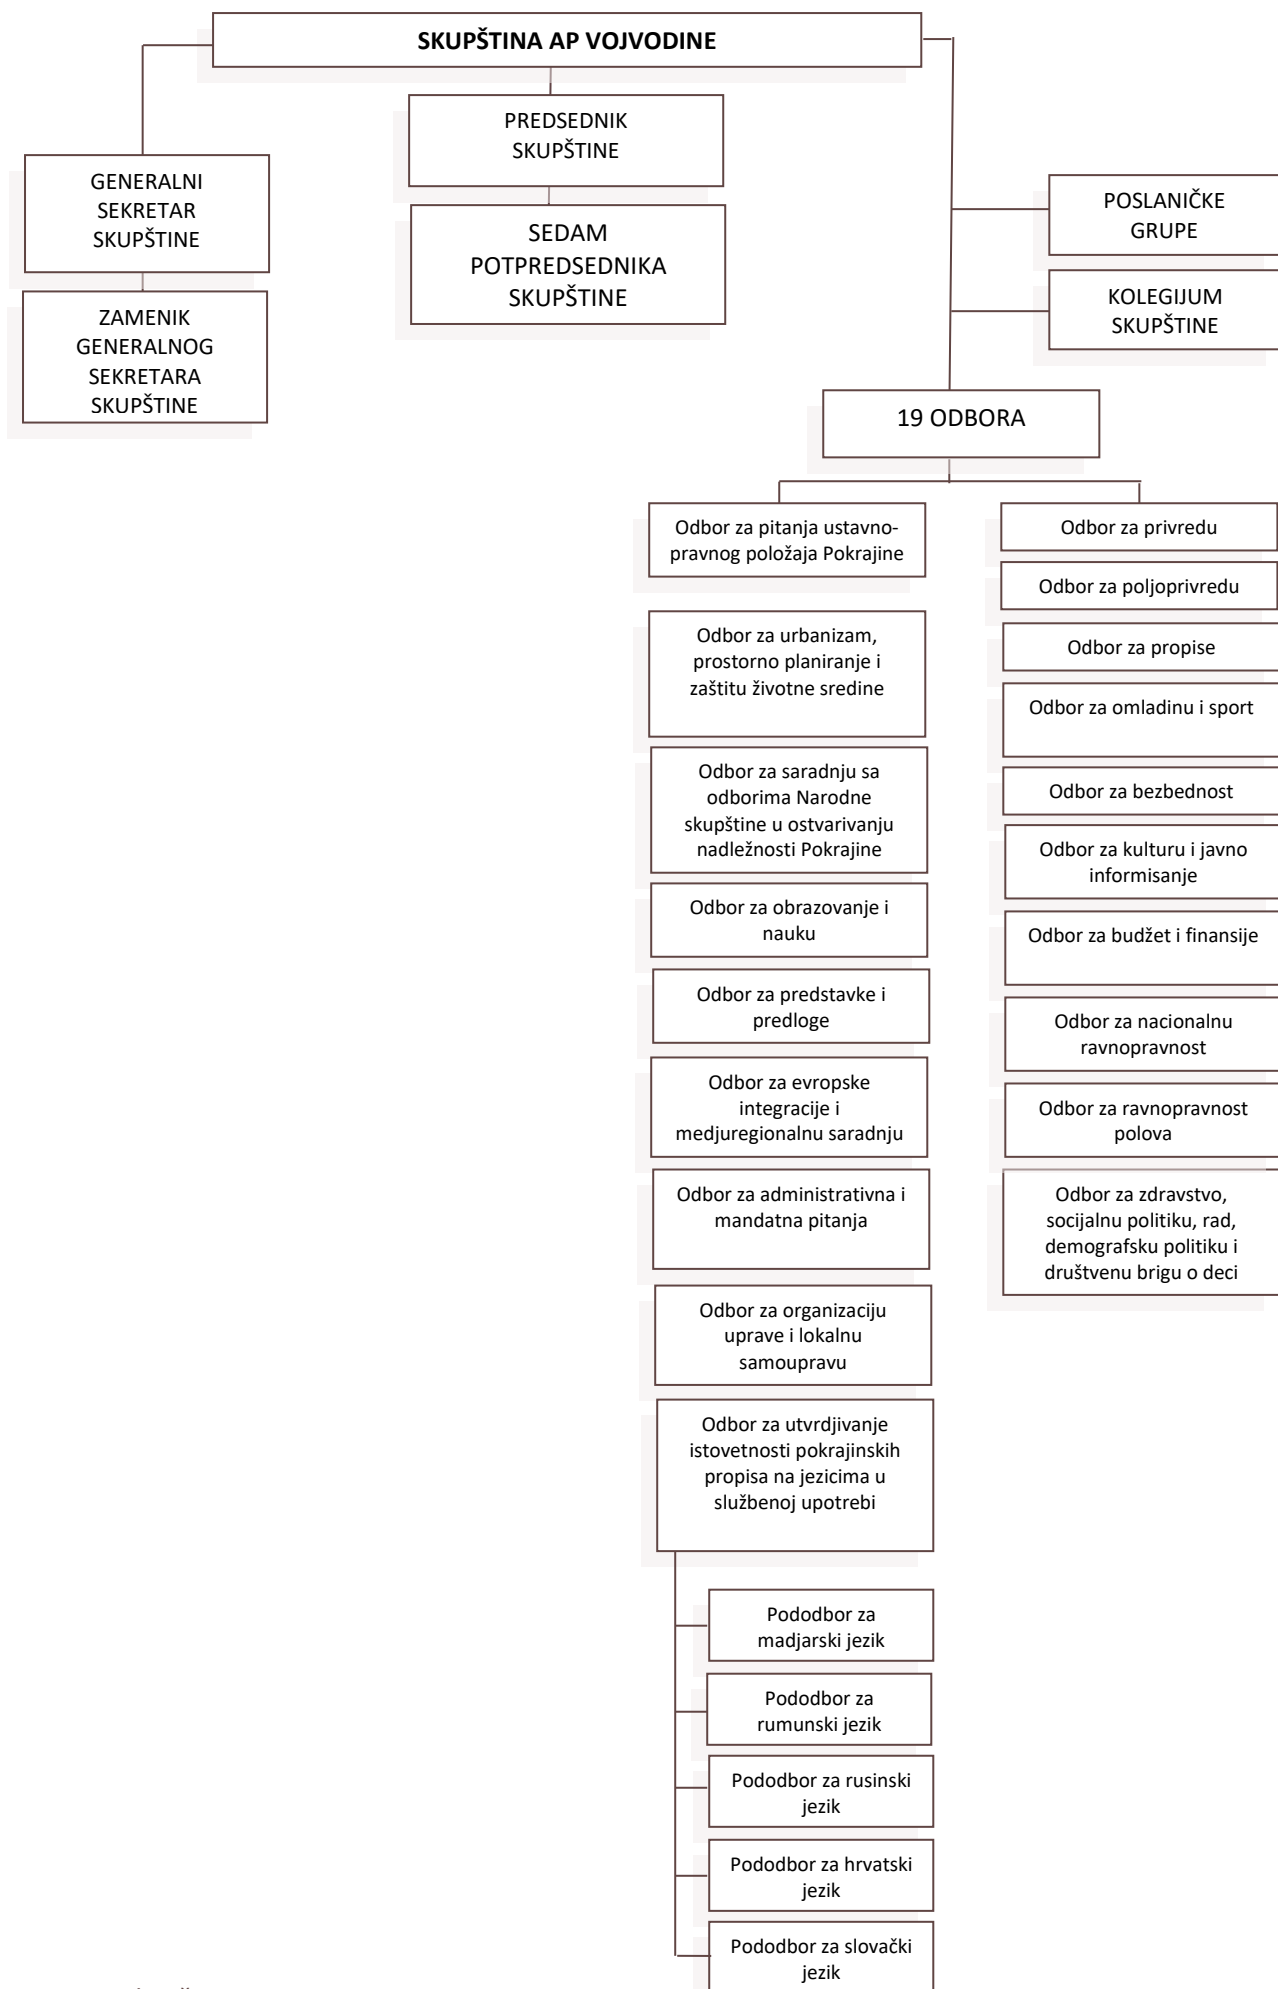 SKUPŠTINA AP VOJVODINE
PREDSEDNIK
SKUPŠTINE
GENERALNI
SEKRETAR
SKUPŠTINE
POSLANIČKE
GRUPE
SEDAM
POTPREDSEDNIKA
SKUPŠTINE
KOLEGIJUM
SKUPŠTINE
ZAMENIK
GENERALNOG
SEKRETARA
SKUPŠTINE
19 ODBORA
Odbor za pitanja ustavno-
pravnog položaja Pokrajine
Odbor za urbanizam,
prostorno planiranje i
zaštitu životne sredine
Odbor za saradnju sa
odborima Narodne
skupštine u ostvarivanju
nadležnosti Pokrajine
Odbor za obrazovanje i
nauku
Odbor za predstavke i
predloge
Odbor za evropske
integracije i
medjuregionalnu saradnju
Odbor za administrativna i
mandatna pitanja
Odbor za organizaciju
uprave i lokalnu
samoupravu
Odbor za utvrdjivanje
istovetnosti pokrajinskih
propisa na jezicima u
službenoj upotrebi
Pododbor za
madjarski jezik
Pododbor za
rumunski jezik
Pododbor za rusinski
jezik
Pododbor za hrvatski
jezik
Pododbor za slovački
jezik
Odbor za privredu
Odbor za poljoprivredu
Odbor za propise
Odbor za omladinu i sport
Odbor za bezbednost
Odbor za kulturu i javno
informisanje
Odbor za budžet i finansije
Odbor za nacionalnu
ravnopravnost
Odbor za ravnopravnost
polova
Odbor za zdravstvo,
socijalnu politiku, rad,
demografsku politiku i
društvenu brigu o deci